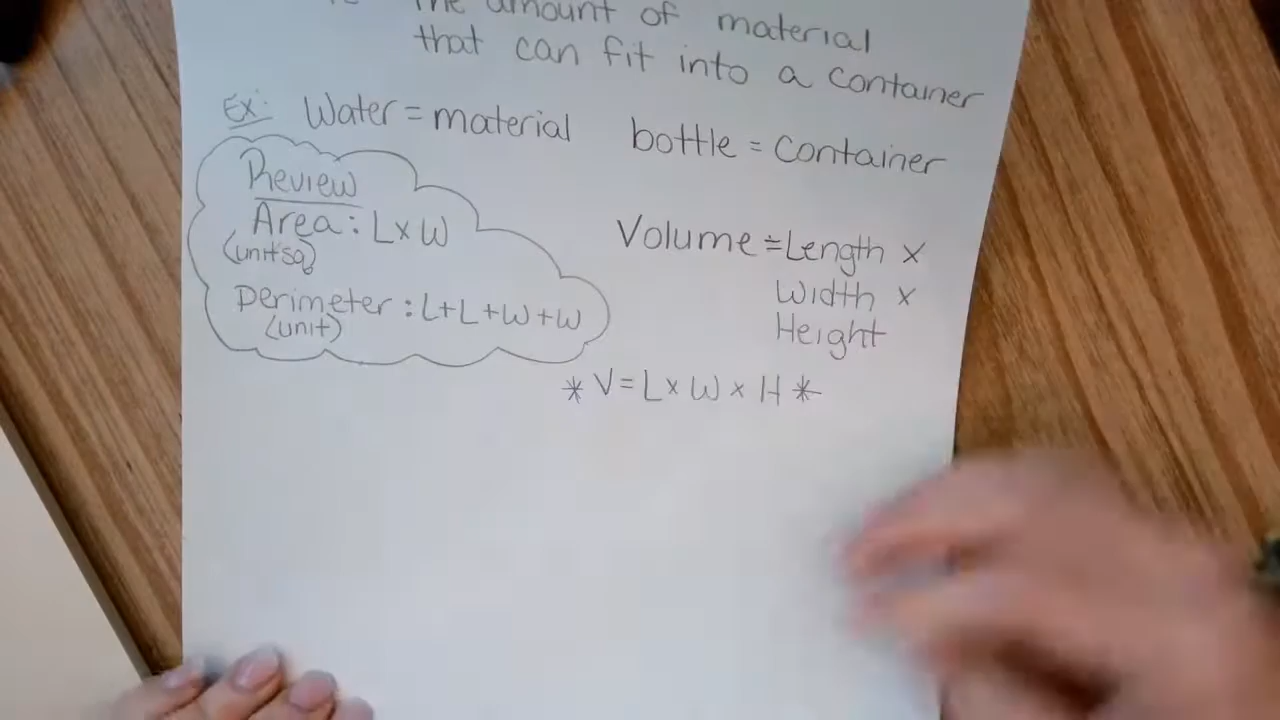 The amount of material
that can fit into a container
Ex: Water = material bottle = container
Review
Area : L x W
(unit sq)
Perimeter : L + L + W + W
(unit)
Volume = Length x
Width x
Height
* V = L x W x H *